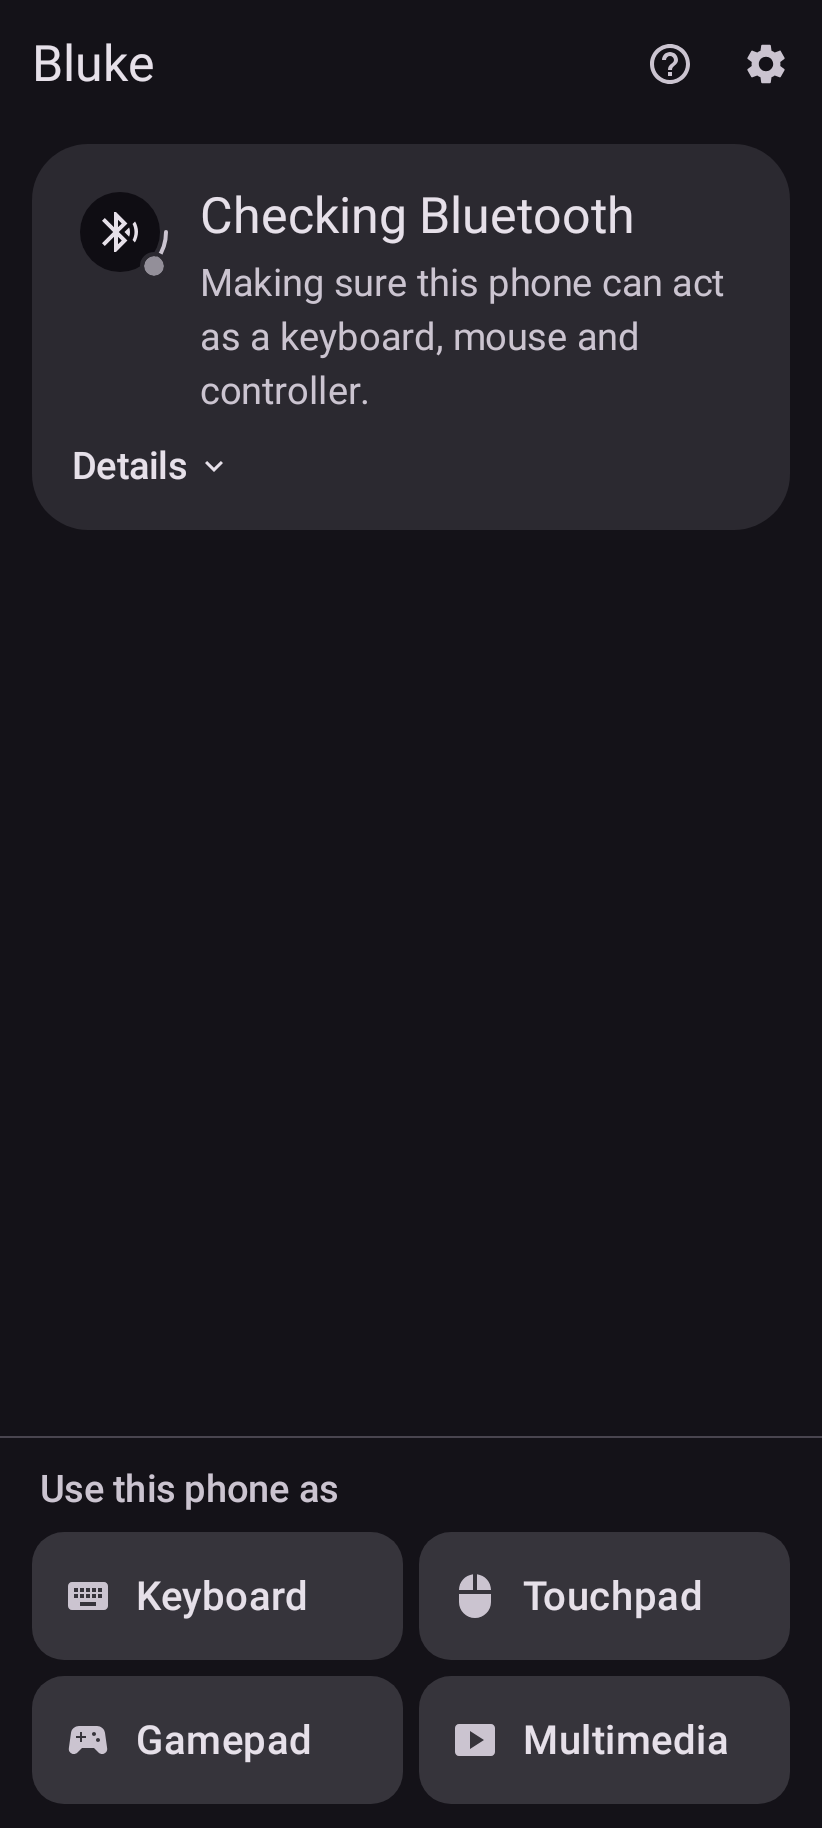 Bluke
Checking Bluetooth
Making sure this phone can act
as a keyboard, mouse and
controller.
Details
Use this phone as
Keyboard
Touchpad
Gamepad
Multimedia